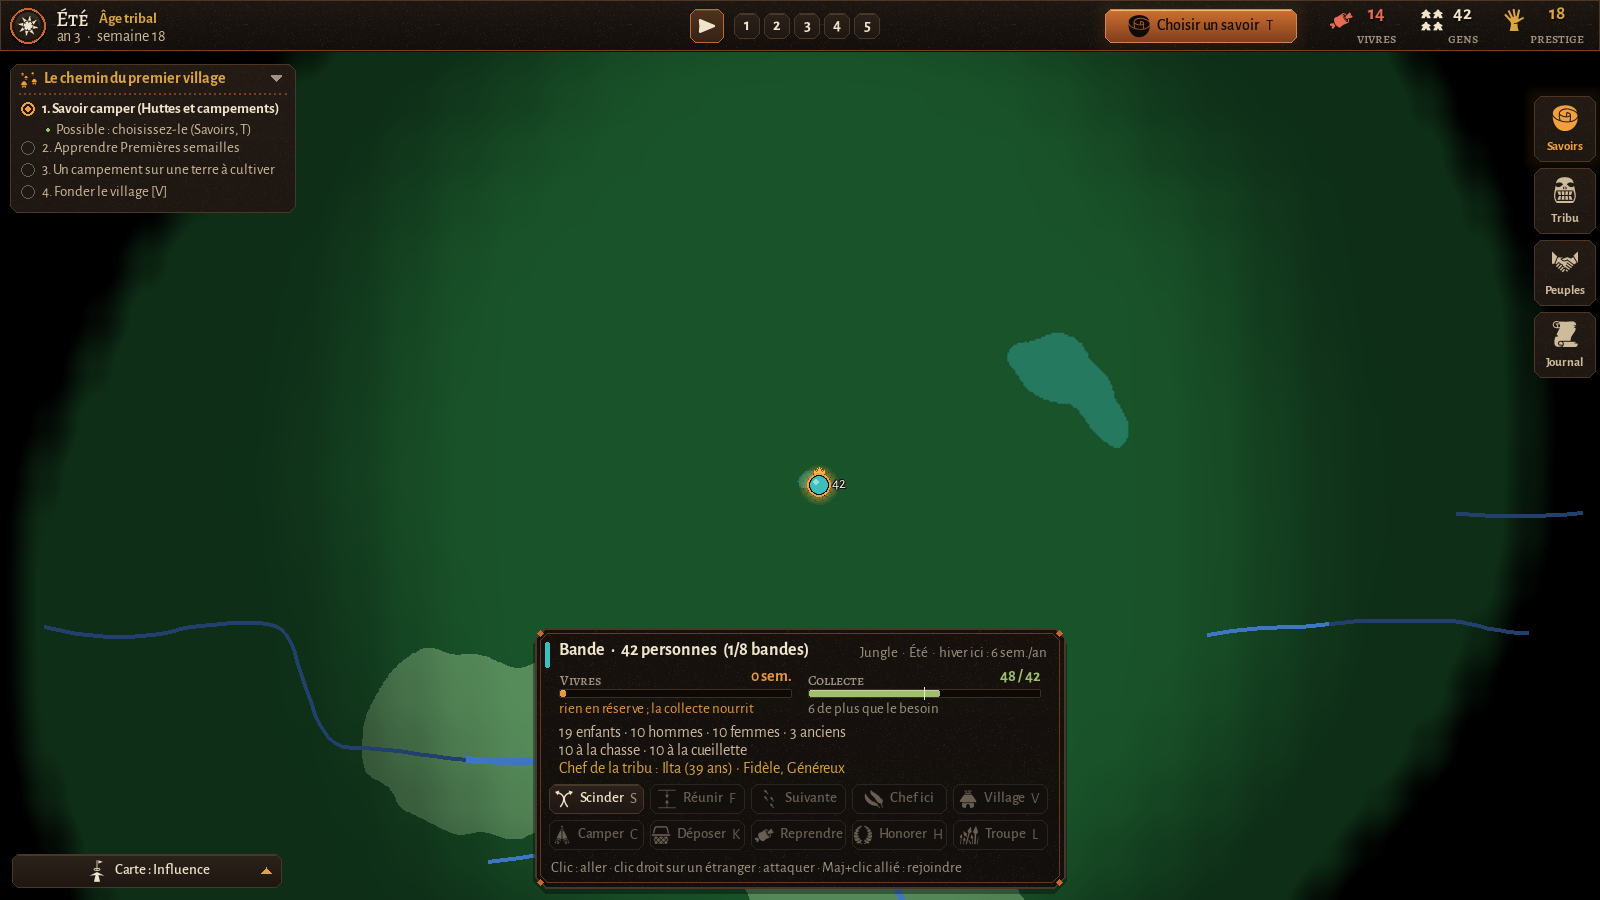 ÉTÉ Âge tribal
an 3 · semaine 18
1 2 3 4 5
Choisir un savoir T
14 VIVRES
42 GENS
18 PRESTIGE
Le chemin du premier village
1. Savoir camper (Huttes et campements)
• Possible : choisissez-le (Savoirs, T)
2. Apprendre Premières semailles
3. Un campement sur une terre à cultiver
4. Fonder le village [V]
Savoirs
Tribu
Peuples
Journal
42
Bande · 42 personnes (1/8 bandes) Jungle · Été · hiver ici : 6 sem./an
VIVRES 0 sem. COLLECTE 48 / 42
rien en réserve ; la collecte nourrit 6 de plus que le besoin
19 enfants · 10 hommes · 10 femmes · 3 anciens
10 à la chasse · 10 à la cueillette
Chef de la tribu : Ilta (39 ans) · Fidèle, Généreux
Scinder S Réunir F Suivante Chef ici Village V
Camper C Déposer K Reprendre Honorer H Troupe L
Clic : aller · clic droit sur un étranger : attaquer · Maj+clic allié : rejoindre
Carte : Influence